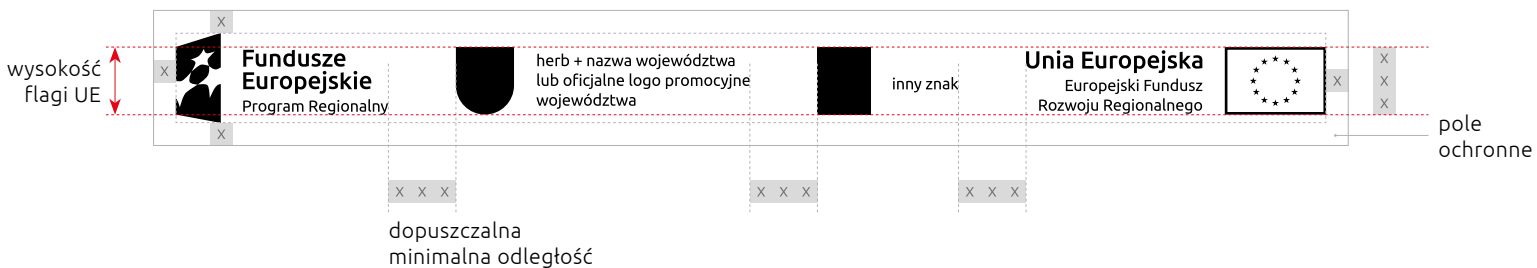 X
wysokość
flagi UE
X
Fundusze
Europejskie
Program Regionalny
herb + nazwa województwa
lub oficjalne logo promocyjne
województwa
inny znak
Unia Europejska
Europejski Fundusz
Rozwoju Regionalnego
X
X
X
X
X
pole
ochronne
X X X
X X X
X X X
dopuszczalna
minimalna odległość